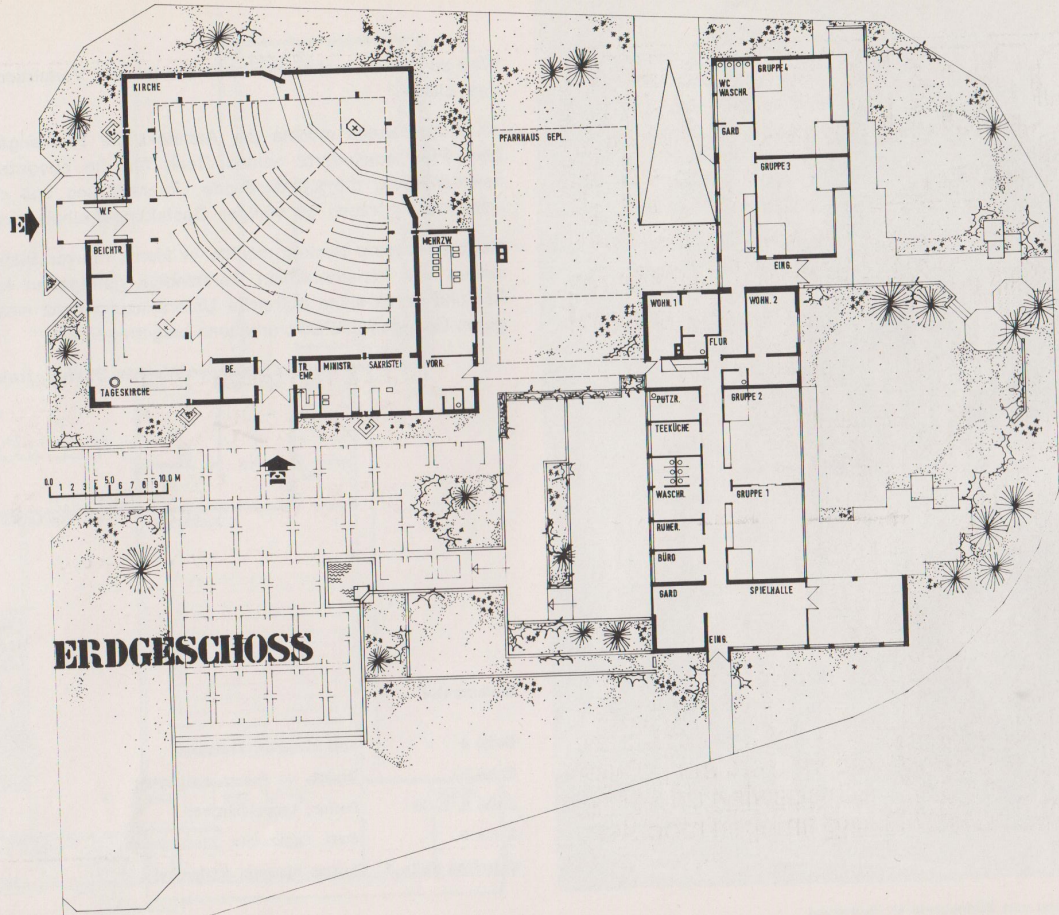 KIRCHE
E
W.F
BEICHTR.
TAGESKIRCHE
BE.
TR.
EMP.
MINISTR.
SAKRISTEI
VORR.
MEHRZW.
PFARRHAUS GEPL.
WC
WASCHR.
GARD
GRUPPE 4
GRUPPE 3
EING.
WOHN. 1
FLUR
WOHN. 2
PUTZR.
TEEKÜCHE
WASCHR.
RUHER.
BÜRO
GARD
GRUPPE 2
GRUPPE 1
SPIELHALLE
EING.
E
0.0 1 2 3 4 5.0 6 7 8 9 10.0 M
ERDGESCHOSS